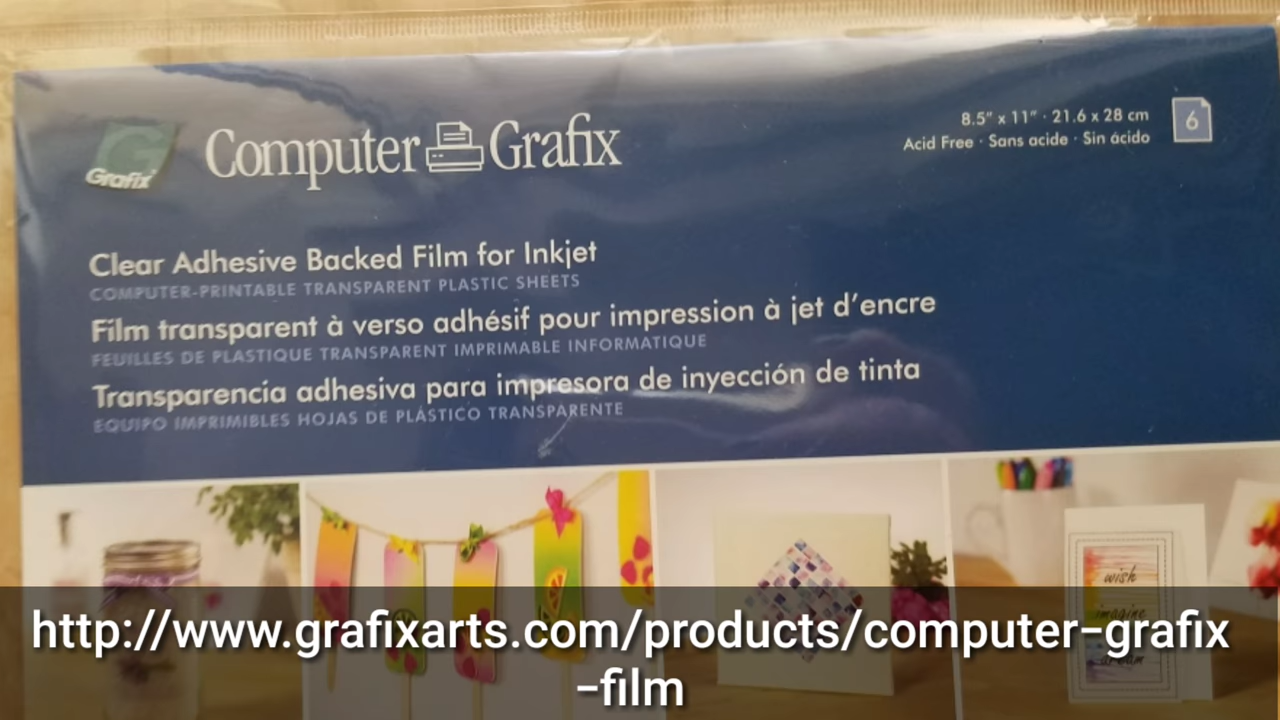 Grafix
Computer Grafix
8.5" x 11" · 21.6 x 28 cm
Acid Free · Sans acide · Sin ácido
6
Clear Adhesive Backed Film for Inkjet
COMPUTER-PRINTABLE TRANSPARENT PLASTIC SHEETS
Film transparent à verso adhésif pour impression à jet d'encre
FEUILLES DE PLASTIQUE TRANSPARENT IMPRIMABLE INFORMATIQUE
Transparencia adhesiva para impresora de inyección de tinta
EQUIPO IMPRIMIBLES HOJAS DE PLÁSTICO TRANSPARENTE
wish
imagine
dream
http://www.grafixarts.com/products/computer-grafix
-film